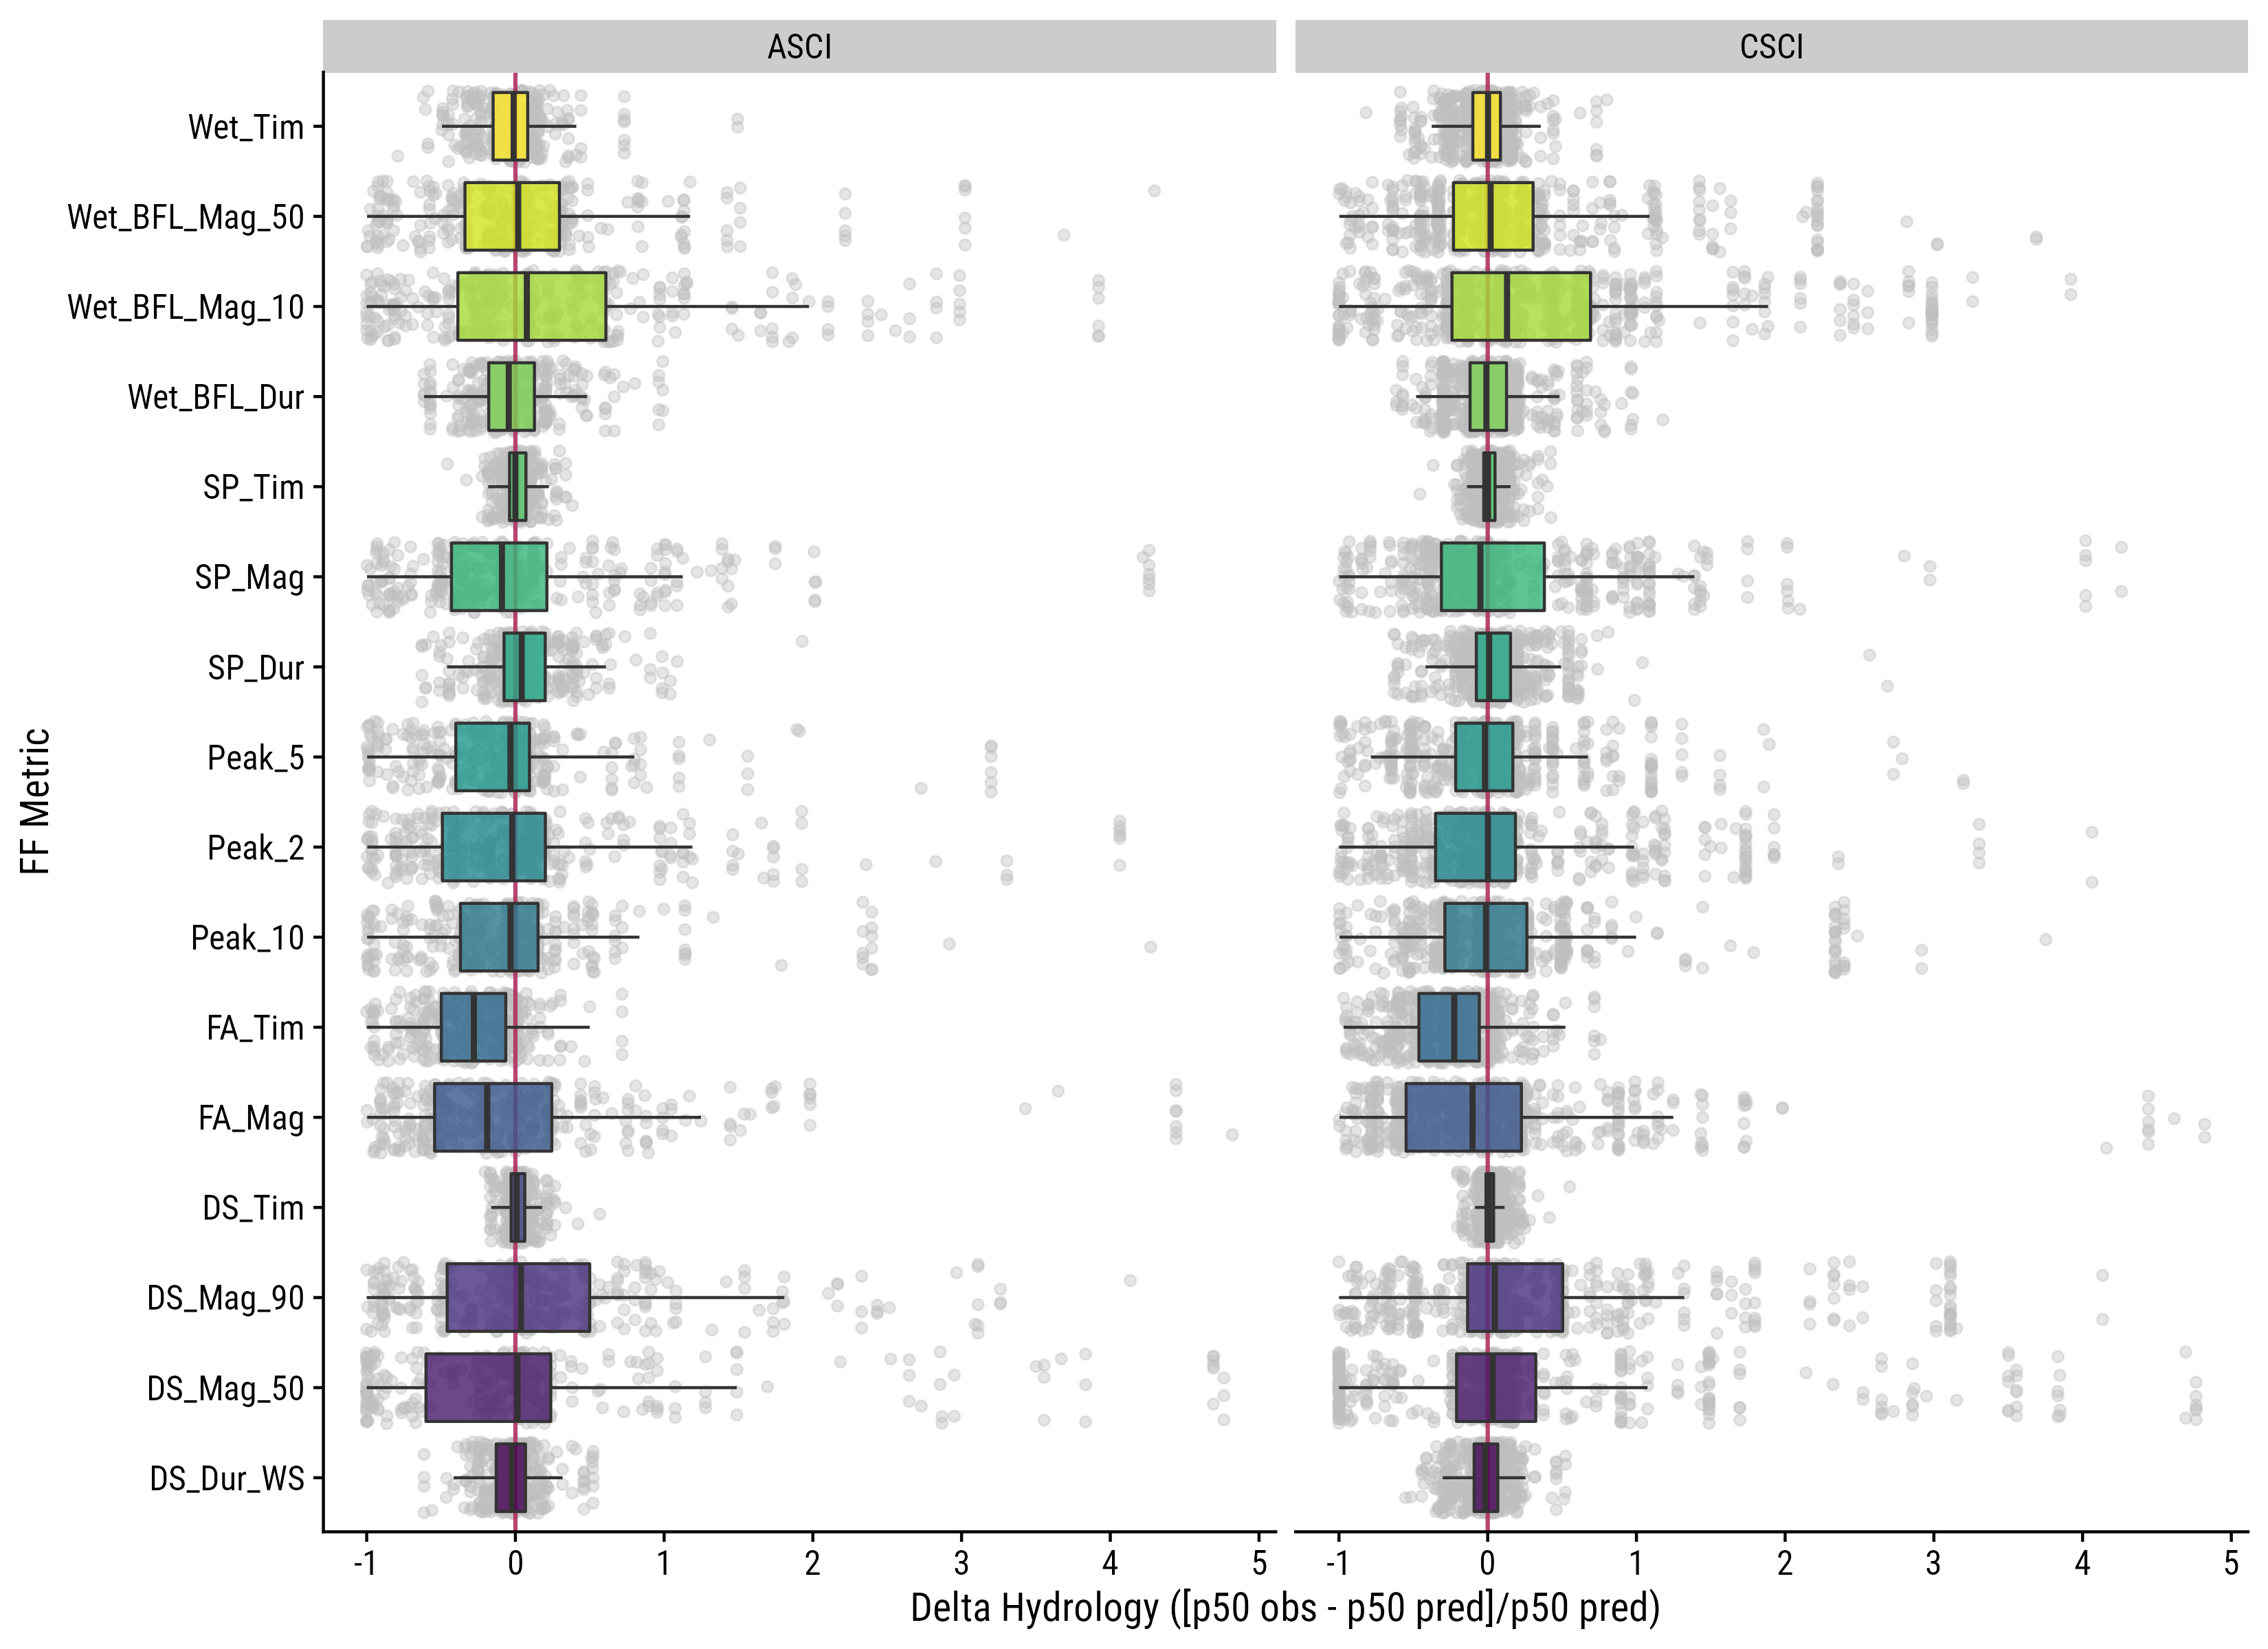 ASCI
CSCI
FF Metric
Wet_Tim
Wet_BFL_Mag_50
Wet_BFL_Mag_10
Wet_BFL_Dur
SP_Tim
SP_Mag
SP_Dur
Peak_5
Peak_2
Peak_10
FA_Tim
FA_Mag
DS_Tim
DS_Mag_90
DS_Mag_50
DS_Dur_WS
-1 0 1 2 3 4 5
-1 0 1 2 3 4 5
Delta Hydrology ([p50 obs - p50 pred]/p50 pred)